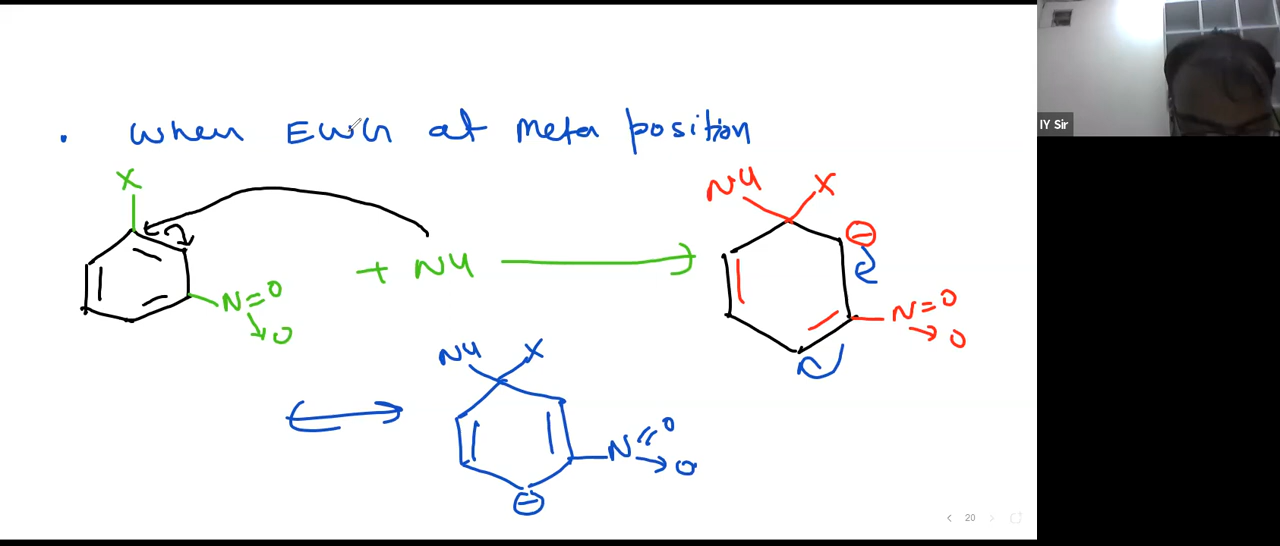 . When EWG at meta position
X
N=O
O
+ Nu
Nu X
⊖
N=O
O
Nu X
N=O
O
⊖
IY Sir
20